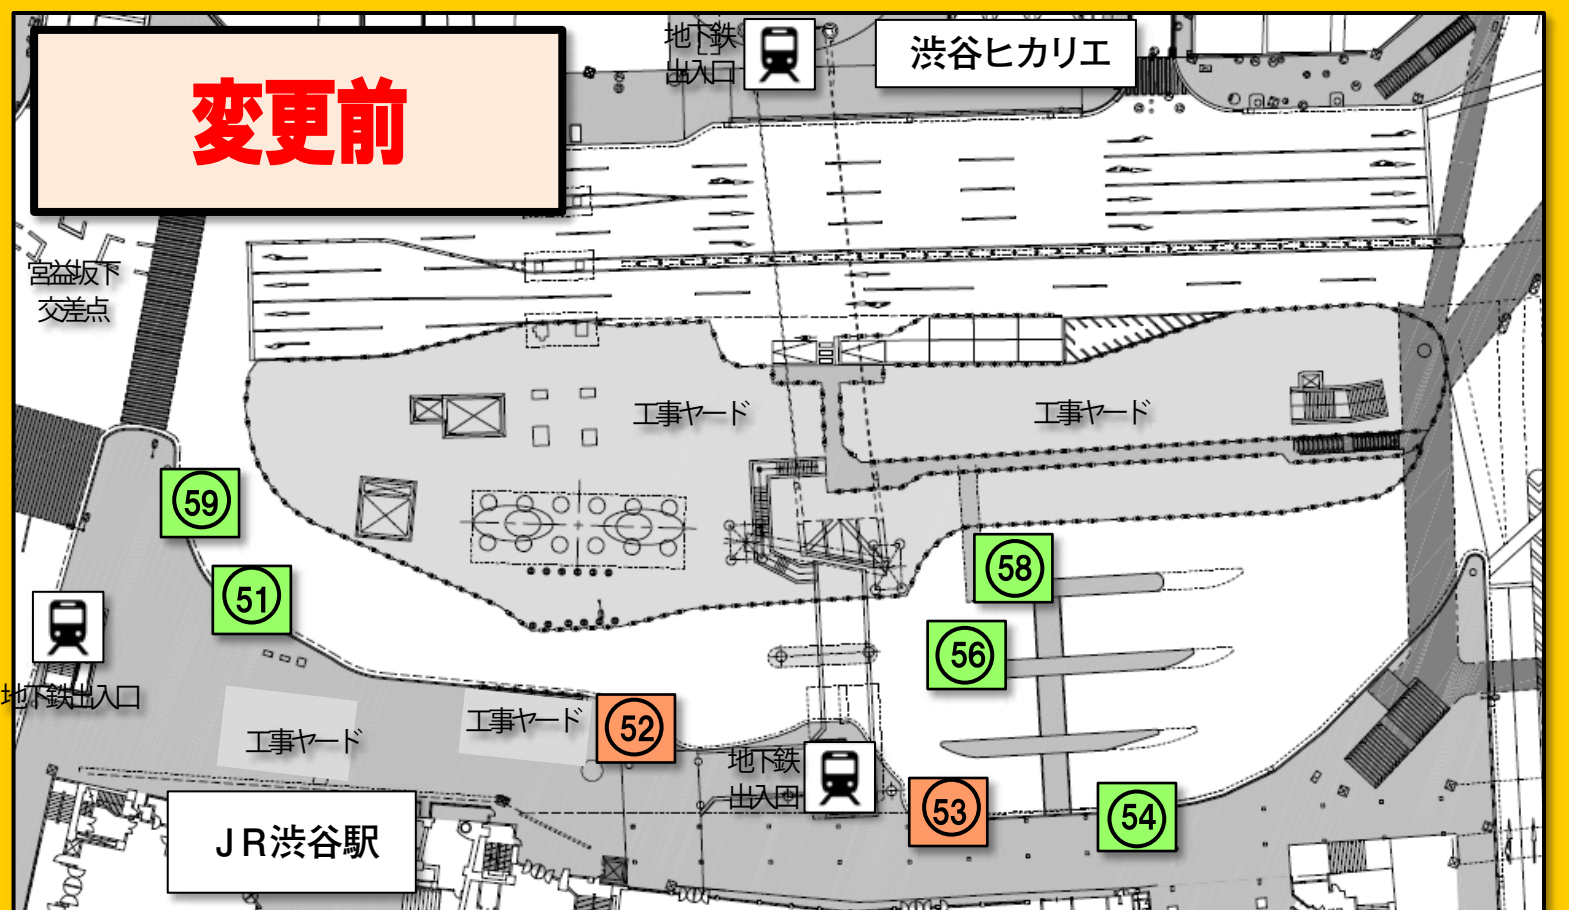 変更前
地下鉄
出入口
渋谷ヒカリエ
宮益坂下
交差点
工事ヤード
工事ヤード
59
51
58
56
地下鉄出入口
工事ヤード
工事ヤード
52
地下鉄
出入口
53
54
JR渋谷駅